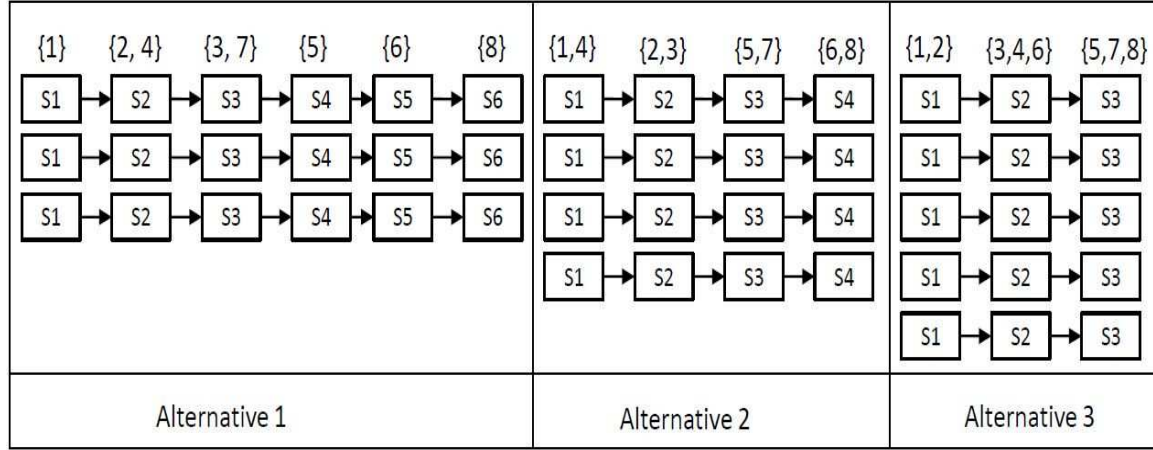 {1} {2, 4} {3, 7} {5} {6} {8}
S1 S2 S3 S4 S5 S6
S1 S2 S3 S4 S5 S6
S1 S2 S3 S4 S5 S6
Alternative 1
{1,4} {2,3} {5,7} {6,8}
S1 S2 S3 S4
S1 S2 S3 S4
S1 S2 S3 S4
S1 S2 S3 S4
Alternative 2
{1,2} {3,4,6} {5,7,8}
S1 S2 S3
S1 S2 S3
S1 S2 S3
S1 S2 S3
S1 S2 S3
Alternative 3